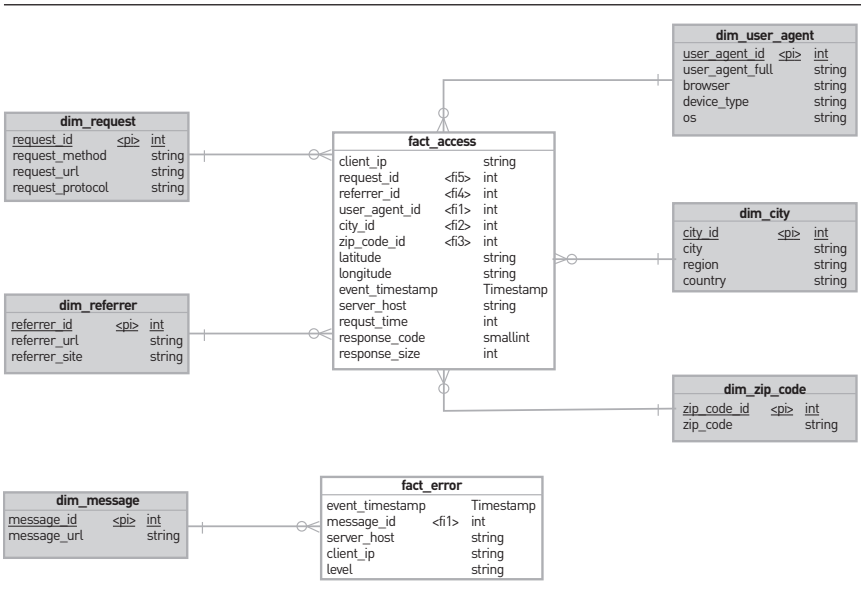 dim_user_agent
user_agent_id <pi> int
user_agent_full string
browser string
device_type string
os string
dim_request
request_id <pi> int
request_method string
request_url string
request_protocol string
fact_access
client_ip string
request_id <fi5> int
referrer_id <fi4> int
user_agent_id <fi1> int
city_id <fi2> int
zip_code_id <fi3> int
latitude string
longitude string
event_timestamp Timestamp
server_host string
requst_time int
response_code smallint
response_size int
dim_city
city_id <pi> int
city string
region string
country string
dim_referrer
referrer_id <pi> int
referrer_url string
referrer_site string
dim_zip_code
zip_code_id <pi> int
zip_code string
dim_message
message_id <pi> int
message_url string
fact_error
event_timestamp Timestamp
message_id <fi1> int
server_host string
client_ip string
level string